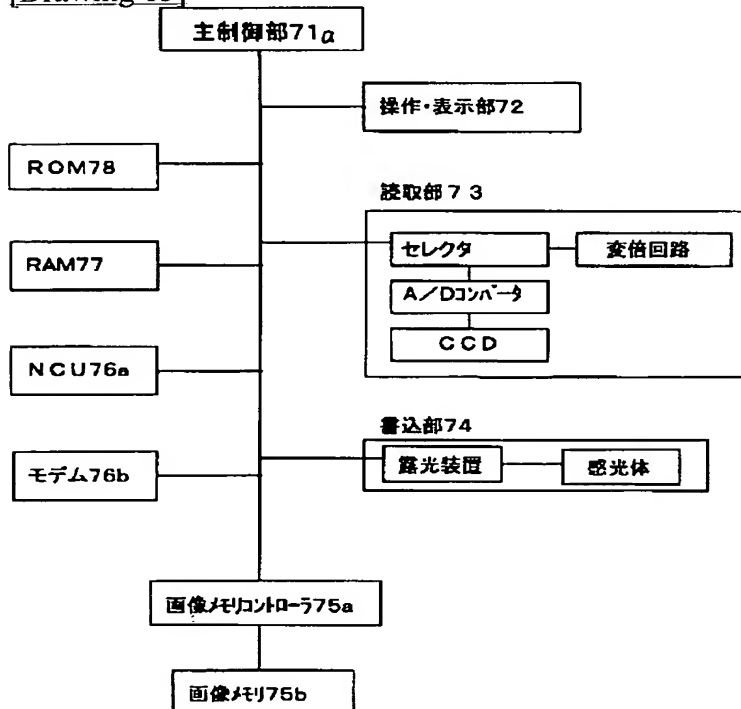 [Drawing
主制御部71a
操作・表示部72
ROM78
読取部73
セレクタ
変倍回路
RAM77
A/Dコンバータ
CCD
NCU76a
書込部74
露光装置
感光体
モデム76b
画像メモリコントローラ75a
画像メモリ75b